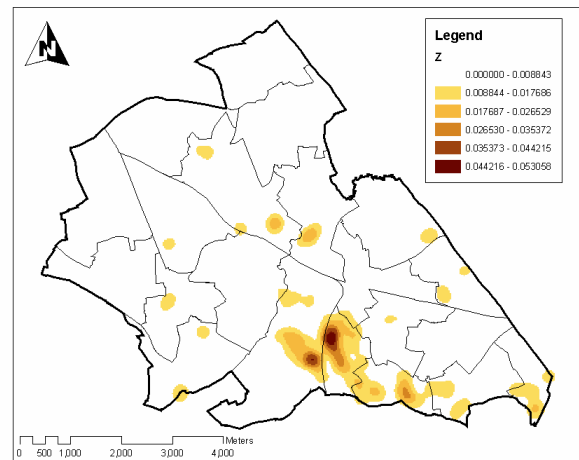 N
Legend
Z
0.000000 - 0.008843
0.008844 - 0.017686
0.017687 - 0.026529
0.026530 - 0.035372
0.035373 - 0.044215
0.044216 - 0.053058
0 500 1,000 2,000 3,000 4,000 Meters